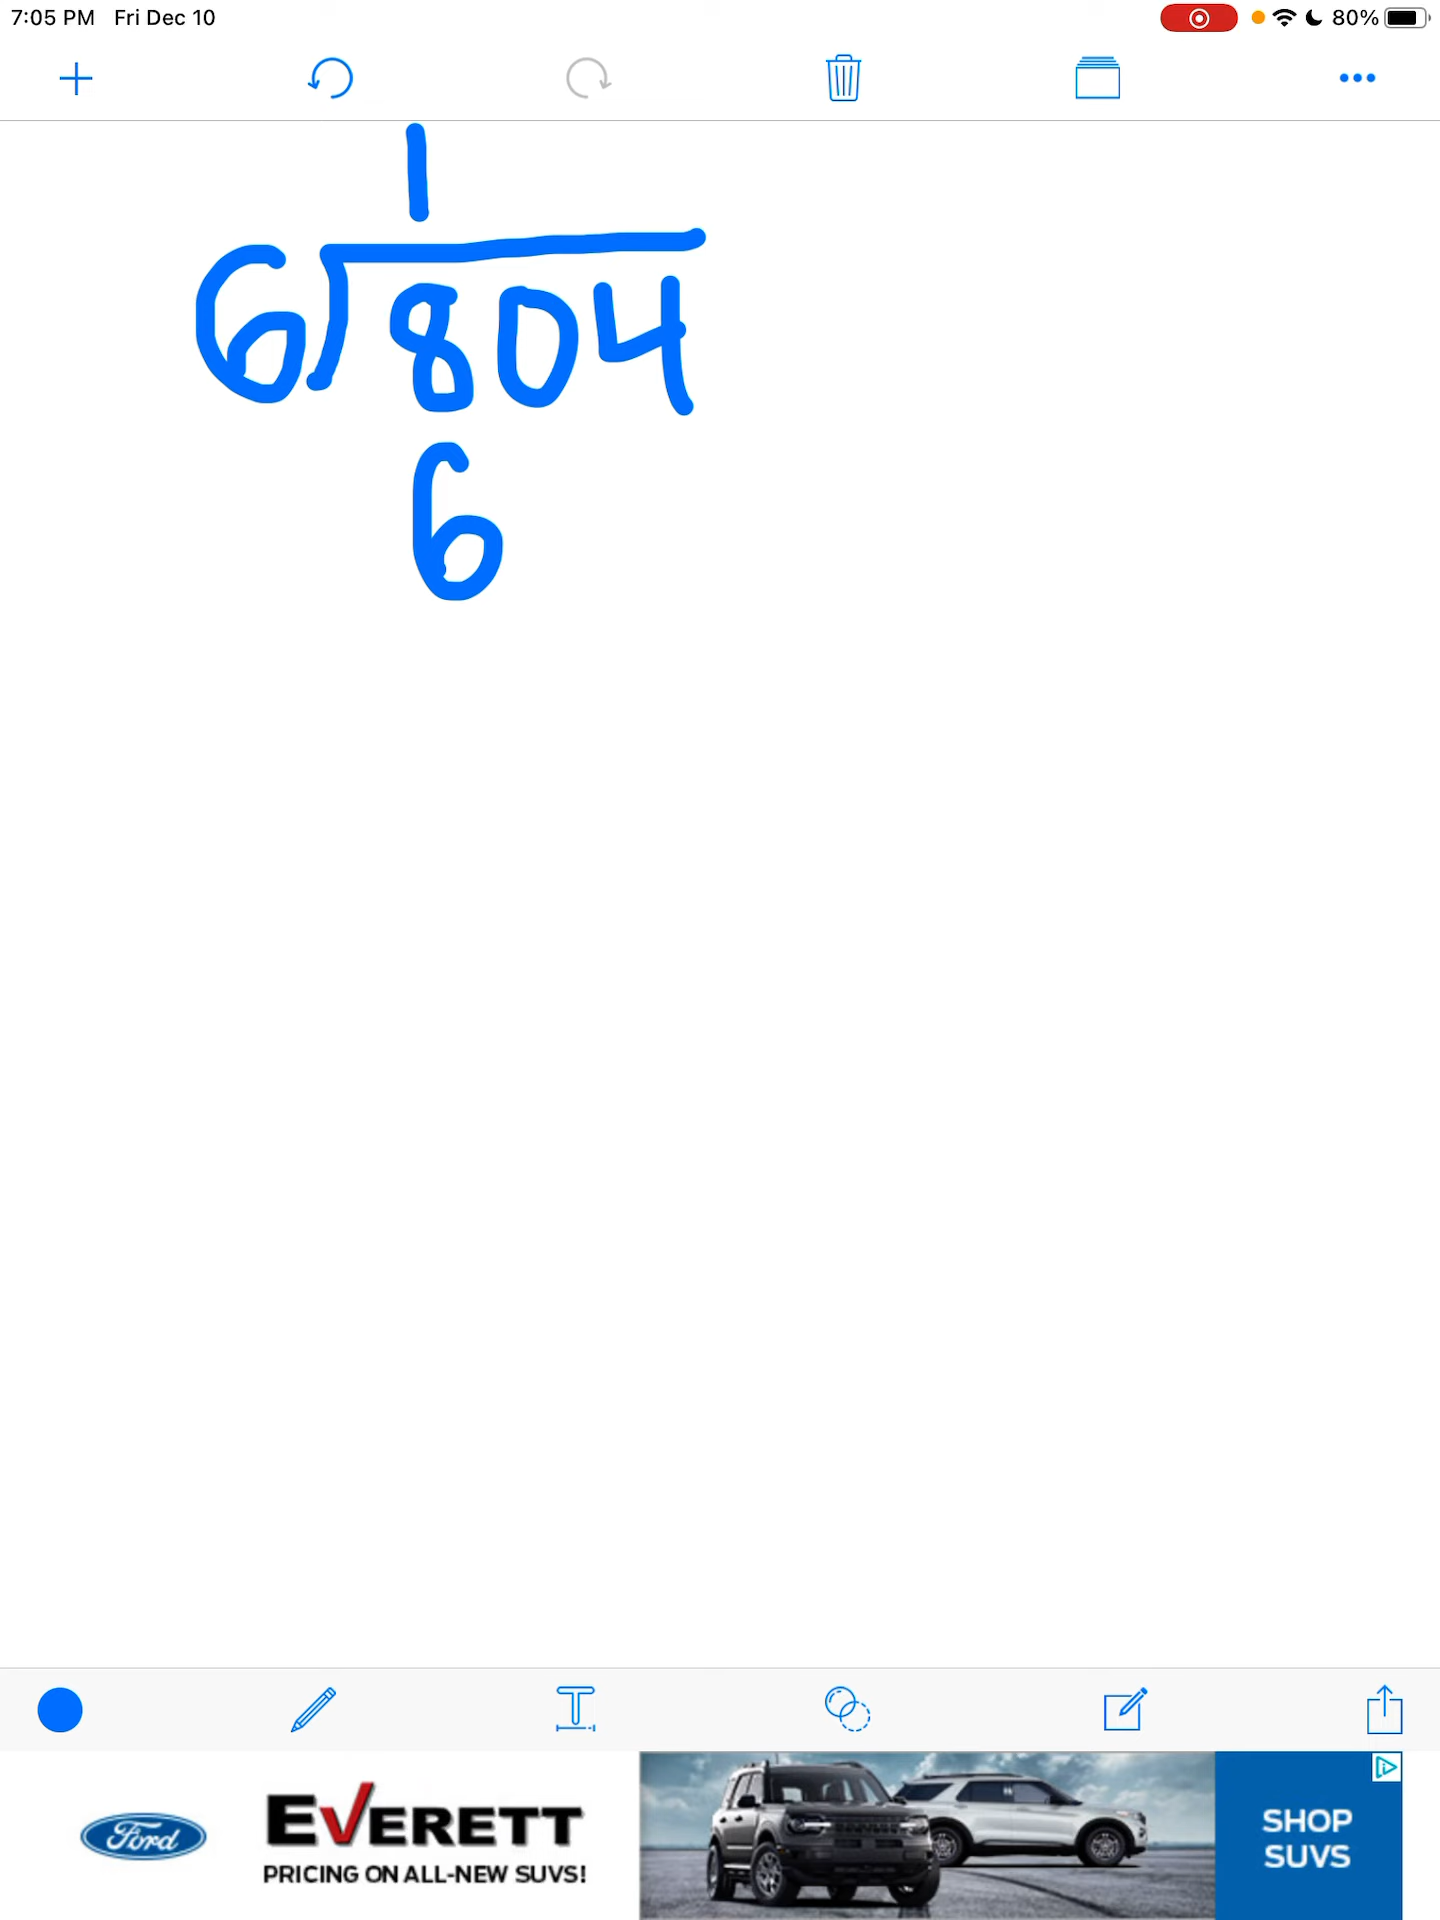 7:05 PM Fri Dec 10 80%
1
6)804
6
T
Ford EVERETT
PRICING ON ALL-NEW SUVS!
SHOP
SUVS